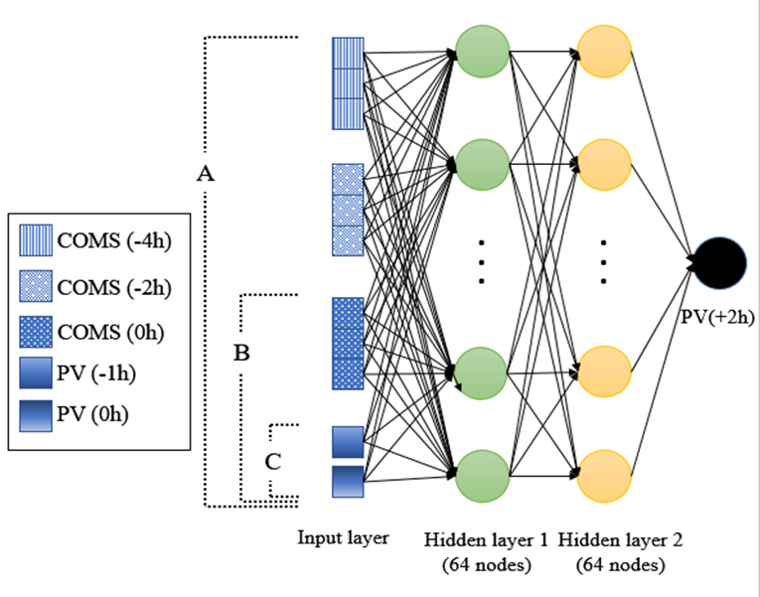 A
COMS (-4h)
COMS (-2h)
COMS (0h)
PV (-1h)
PV (0h)
B
C
PV(+2h)
Input layer
Hidden layer 1
(64 nodes)
Hidden layer 2
(64 nodes)